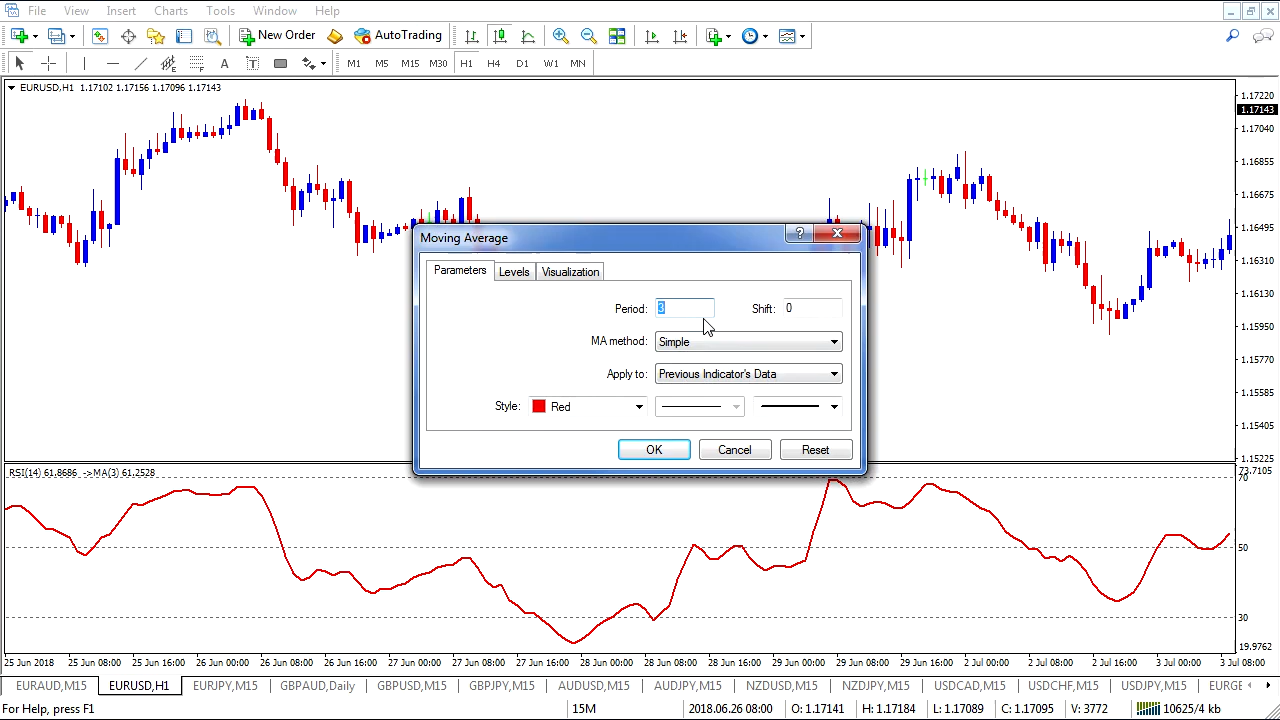 File View Insert Charts Tools Window Help
New Order AutoTrading
A T M1 M5 M15 M30 H1 H4 D1 W1 MN
EURUSD,H1 1.17102 1.17156 1.17096 1.17143
1.17220
1.17143
1.17040
1.16855
1.16675
1.16495
1.16310
1.16130
1.15950
1.15770
1.15585
1.15405
1.15225
Moving Average
Parameters Levels Visualization
Period: 3 Shift: 0
MA method: Simple
Apply to: Previous Indicator's Data
Style: Red
OK Cancel Reset
RSI(14) 61.8686 ->MA(3) 61.2528
73.7105
70
50
30
19.9762
25 Jun 2018 25 Jun 08:00 25 Jun 16:00 26 Jun 00:00 26 Jun 08:00 26 Jun 16:00 27 Jun 00:00 27 Jun 08:00 27 Jun 16:00 28 Jun 00:00 28 Jun 08:00 28 Jun 16:00 29 Jun 00:00 29 Jun 08:00 29 Jun 16:00 2 Jul 00:00 2 Jul 08:00 2 Jul 16:00 3 Jul 00:00 3 Jul 08:00
EURAUD,M15 EURUSD,H1 EURJPY,M15 GBPAUD,Daily GBPUSD,M15 GBPJPY,M15 AUDUSD,M15 AUDJPY,M15 NZDUSD,M15 NZDJPY,M15 USDCAD,M15 USDCHF,M15 USDJPY,M15 EURGE
For Help, press F1 15M 2018.06.26 08:00 O: 1.17141 H: 1.17184 L: 1.17089 C: 1.17095 V: 3772 10625/4 kb